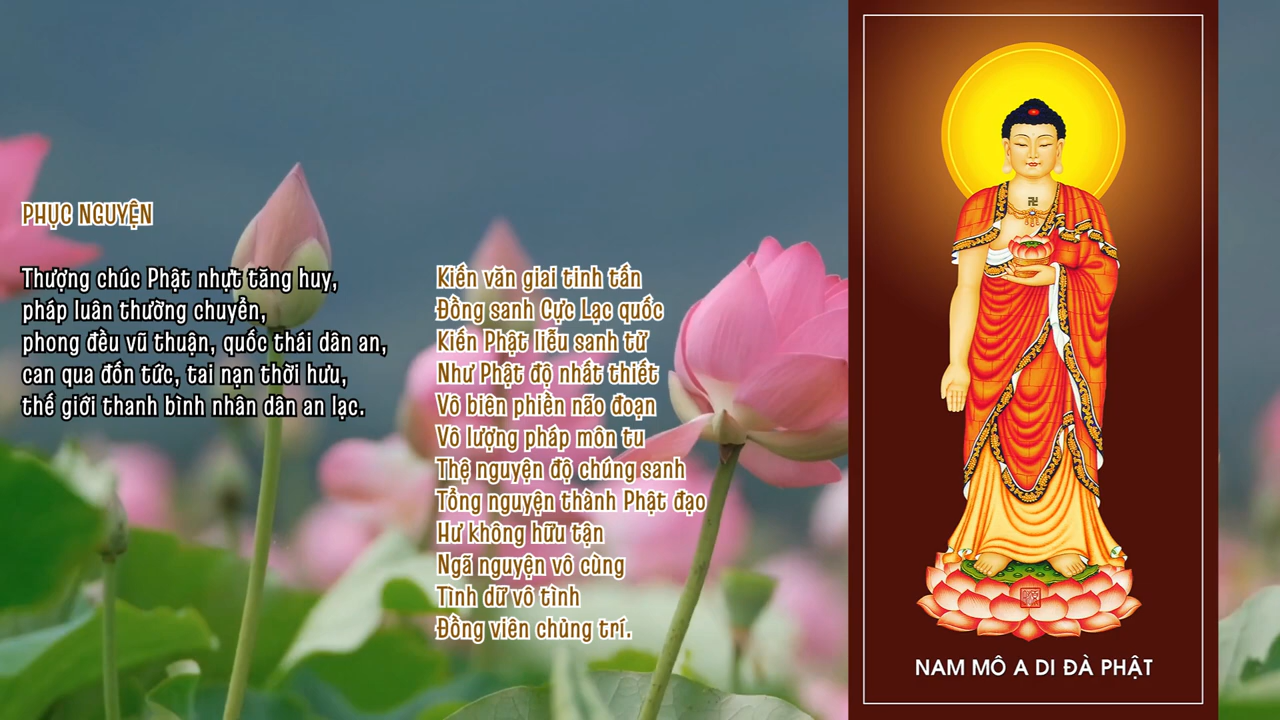 PHỤC NGUYỆN
Thượng chúc Phật nhựt tăng huy,
pháp luân thường chuyển,
phong đều vũ thuận, quốc thái dân an,
can qua đốn tức, tai nạn thời hưu,
thế giới thanh bình nhân dân an lạc.
Kiến văn giai tinh tấn
Đồng sanh Cực Lạc quốc
Kiến Phật liễu sanh tử
Như Phật độ nhất thiết
Vô biên phiền não đoạn
Vô lượng pháp môn tu
Thệ nguyện độ chúng sanh
Tổng nguyện thành Phật đạo
Hư không hữu tận
Ngã nguyện vô cùng
Tình dữ vô tình
Đồng viên chủng trí.
卍
NAM MÔ A DI ĐÀ PHẬT